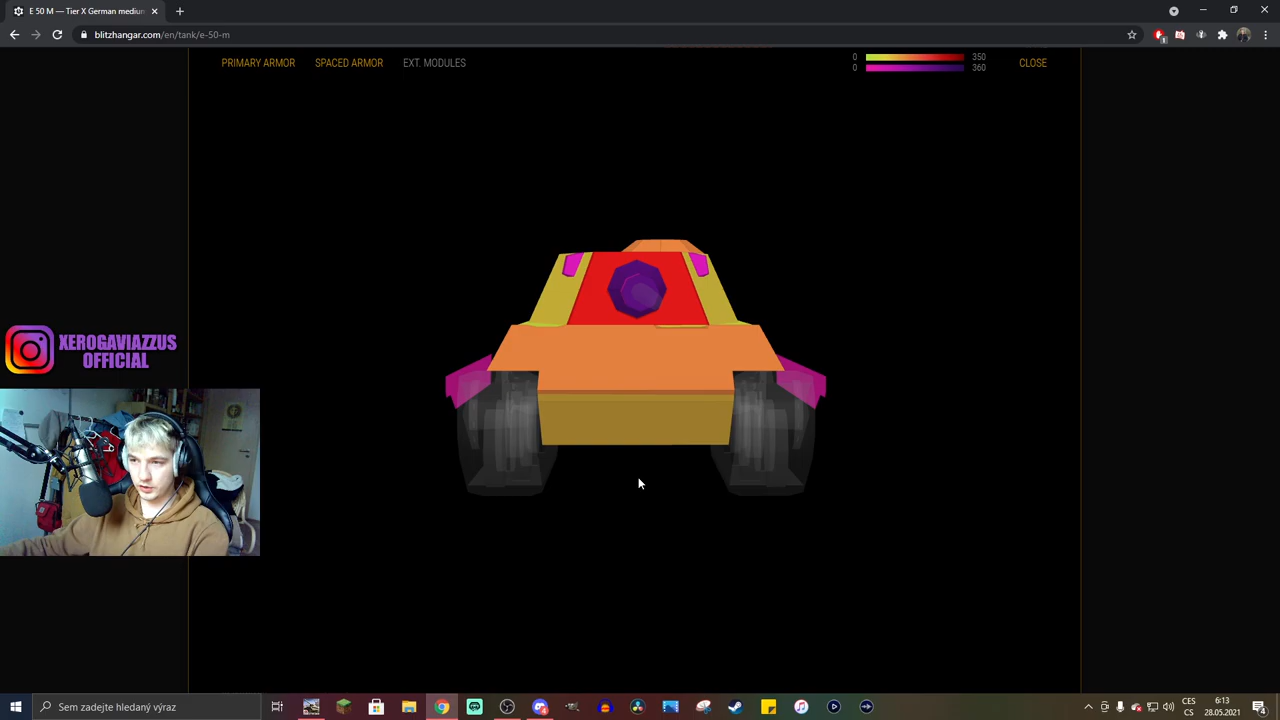 E 50 M — Tier X German medium
blitzhangar.com/en/tank/e-50-m
PRIMARY ARMOR SPACED ARMOR EXT. MODULES
0 350
0 360
CLOSE
XEROGAVIAZZUS
OFFICIAL
Sem zadejte hledaný výraz
CES
CS
6:13
28.05.2021